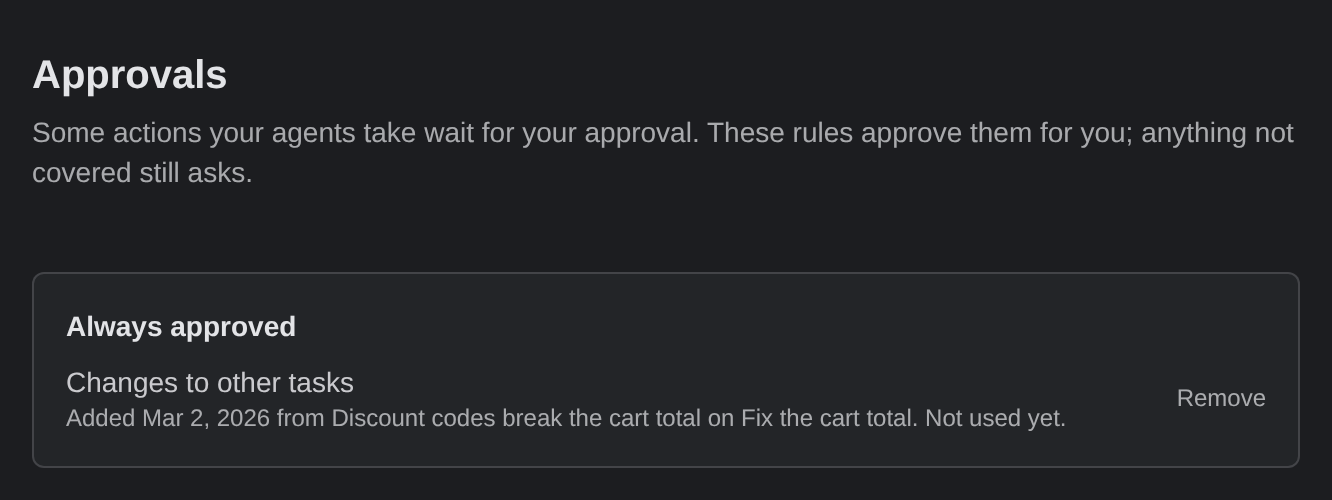 Approvals
Some actions your agents take wait for your approval. These rules approve them for you; anything not
covered still asks.
Always approved
Changes to other tasks
Added Mar 2, 2026 from Discount codes break the cart total on Fix the cart total. Not used yet.
Remove